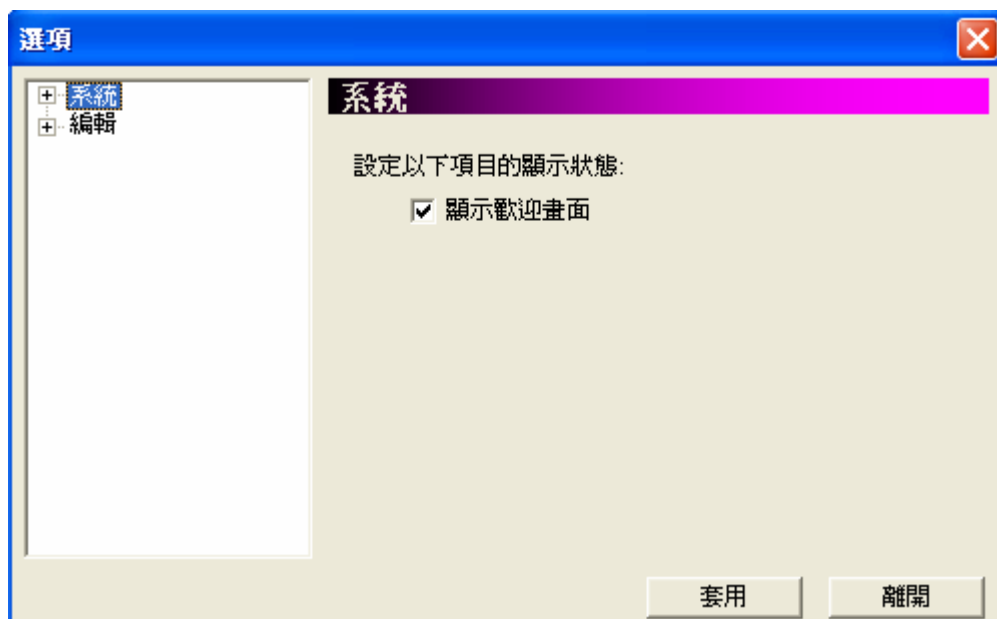 選項
系統
編輯
系統
設定以下項目的顯示狀態:
顯示歡迎畫面
套用
離開